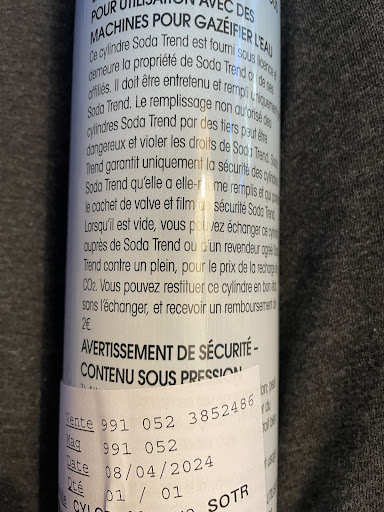 POUR UTILISATION AVEC DES
MACHINES POUR GAZÉIFIER L'EAU
Ce cylindre Soda Trend est fourni sous licence et
demeure la propriété de Soda Trend ou de ses
affiliés. Il doit être entretenu et rempli uniquement
Soda Trend. Le remplissage non autorisé des
cylindres Soda Trend par des tiers peut être
dangereux et violer les droits de Soda Trend. Soda
Trend garantit uniquement la sécurité des cylindres
Soda Trend qu'elle a elle-même remplis et qui
le cachet de valve et film de sécurité Soda Trend.
Lorsqu'il est vide, vous pouvez échanger ce cylindre
auprès de Soda Trend ou d'un revendeur agréé Soda
Trend contre un plein, pour le prix de la recharge
CO2. Vous pouvez restituer ce cylindre en bon état,
sans l'échanger, et recevoir un remboursement de
2€.
AVERTISSEMENT DE SÉCURITÉ –
CONTENU SOUS PRESSION
Vente 991 052 3852486
Mag 991 052
Date 08/04/2024
Qté 01 / 01
SOTR